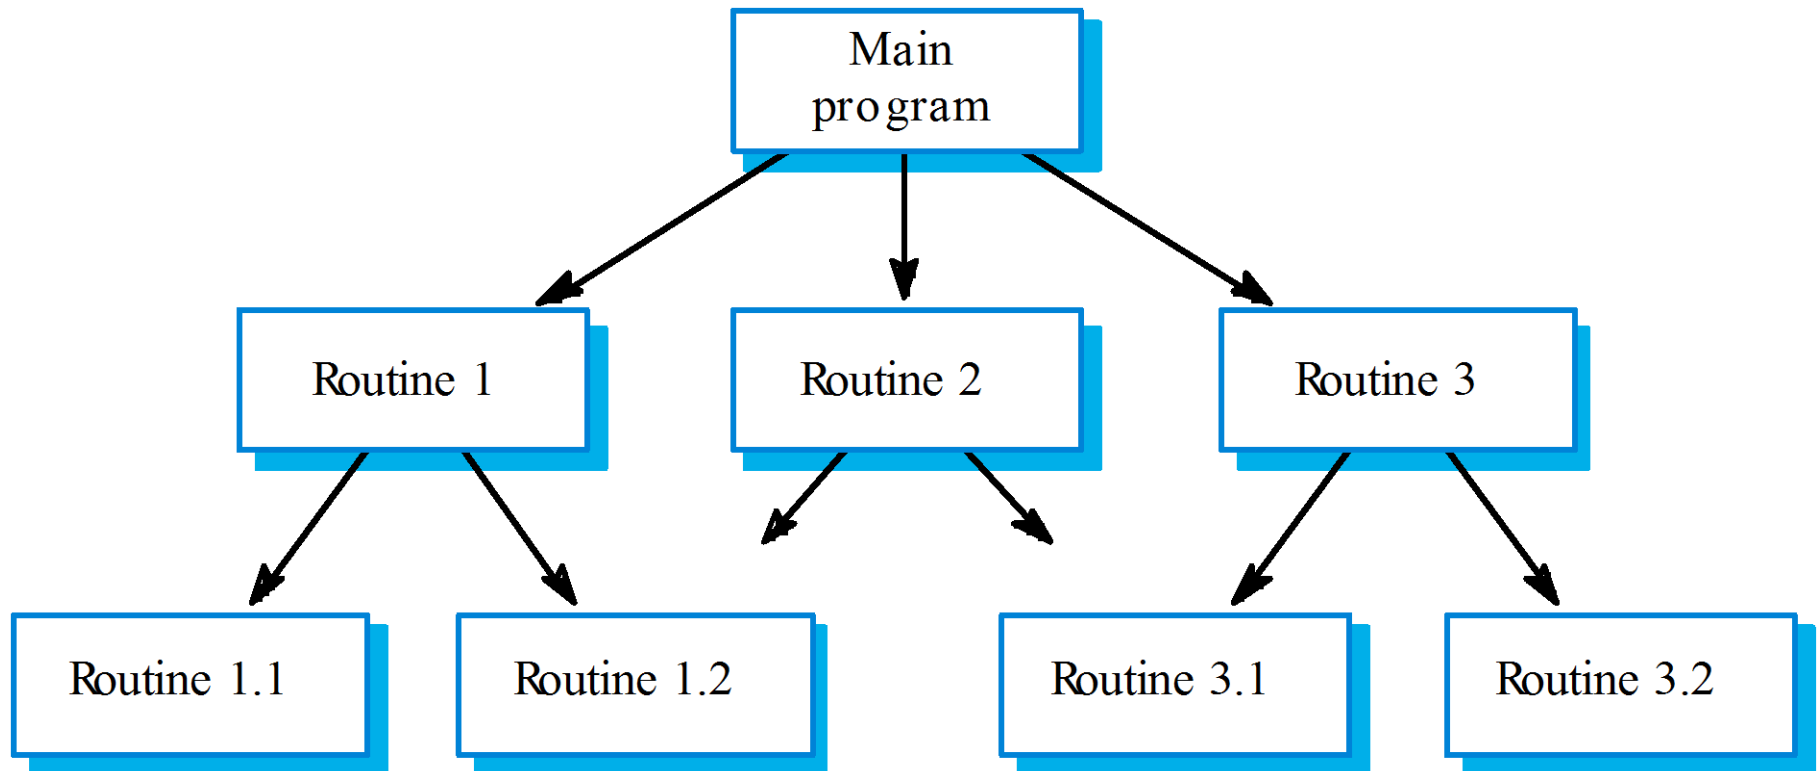 Main
program
Routine 1
Routine 2
Routine 3
Routine 1.1
Routine 1.2
Routine 3.1
Routine 3.2